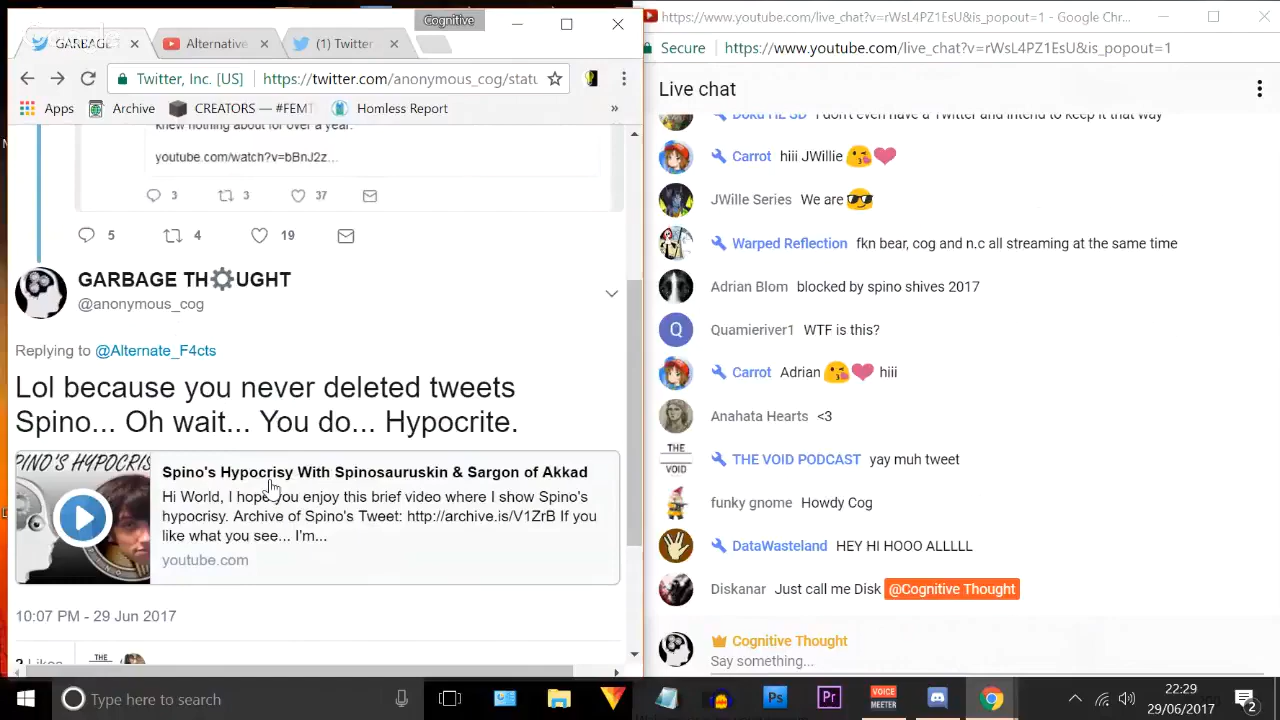 Cognitive
GARBAGE
Alternative
(1) Twitter
Twitter, Inc. [US]
https://twitter.com/anonymous_cog/statu
Apps
Archive
CREATORS — #FEMT
Homless Report
»
knew nothing about for over a year.
youtube.com/watch?v=bBnJ2z...
3
3
37
5
4
19
GARBAGE TH⚙UGHT
@anonymous_cog
Replying to @Alternate_F4cts
Lol because you never deleted tweets
Spino... Oh wait... You do... Hypocrite.
PINO'S HYPOCRIS
Spino's Hypocrisy With Spinosauruskin & Sargon of Akkad
Hi World, I hope you enjoy this brief video where I show Spino's
hypocrisy. Archive of Spino's Tweet: http://archive.is/V1ZrB If you
like what you see... I'm...
youtube.com
10:07 PM - 29 Jun 2017
2 Likes
THE
https://www.youtube.com/live_chat?v=rWsL4PZ1EsU&is_popout=1 - Google Chr...
Secure
https://www.youtube.com/live_chat?v=rWsL4PZ1EsU&is_popout=1
Live chat
I don't even have a Twitter and intend to keep it that way
Carrot hiii JWillie 😘❤
JWille Series We are 😎
Warped Reflection fkn bear, cog and n.c all streaming at the same time
Adrian Blom blocked by spino shives 2017
Q
Quamieriver1 WTF is this?
Carrot Adrian 😘❤ hiii
Anahata Hearts <3
THE
VOID
THE VOID PODCAST yay muh tweet
funky gnome Howdy Cog
DataWasteland HEY HI HOOO ALLLLL
Diskanar Just call me Disk @Cognitive Thought
Cognitive Thought
Say something...
Type here to search
Ps
Pr
VOICE
MEETER
22:29
29/06/2017
2